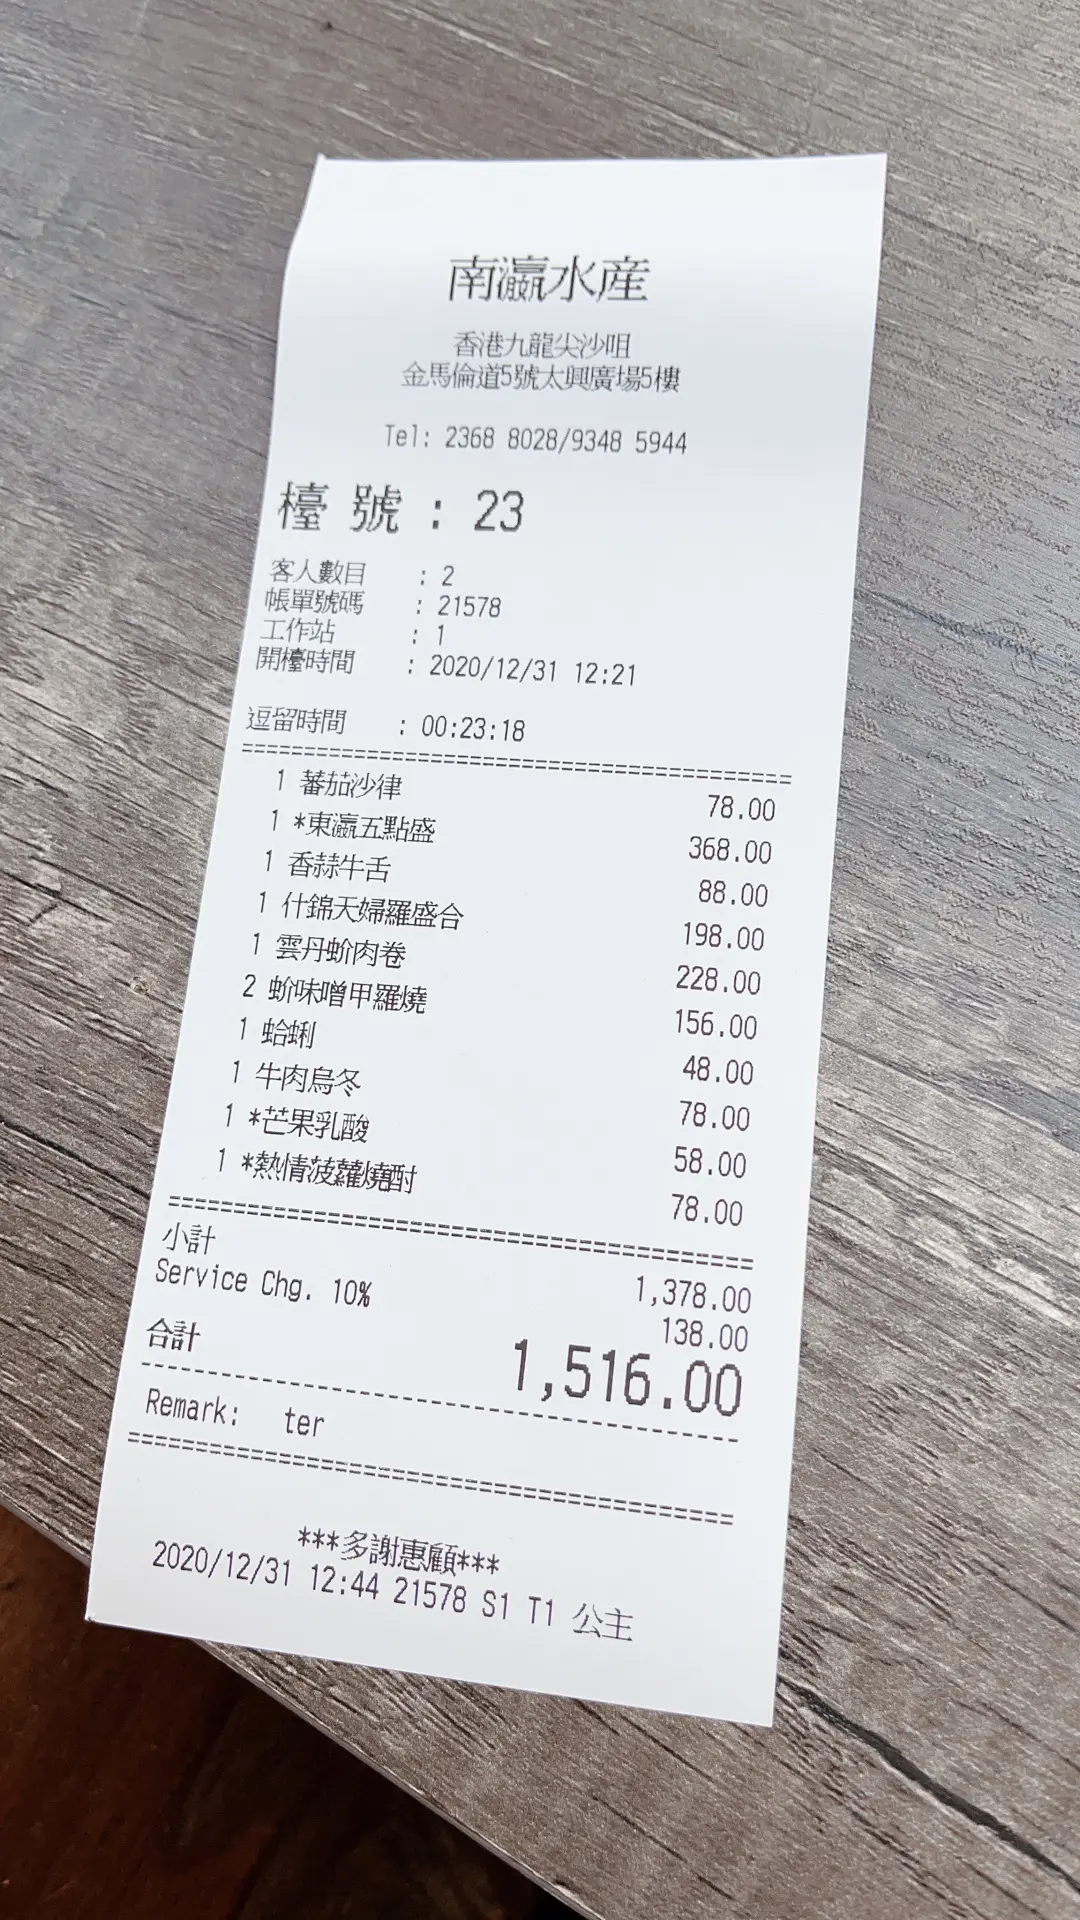 南瀛水産
香港九龍尖沙咀
金馬倫道5號太興廣場5樓
Tel: 2368 8028/9348 5944
檯 號 : 23
客人數目 : 2
帳單號碼 : 21578
工作站 : 1
開檯時間 : 2020/12/31 12:21
逗留時間 : 00:23:18
1 蕃茄沙律 78.00
1 *東瀛五點盛 368.00
1 香蒜牛舌 88.00
1 什錦天婦羅盛合 198.00
1 雲丹蚧肉卷 228.00
2 蚧味噌甲羅燒 156.00
1 蛤蜊 48.00
1 牛肉烏冬 78.00
1 *芒果乳酸 58.00
1 *熱情菠蘿燒酎 78.00
小計 1,378.00
Service Chg. 10% 138.00
合計 1,516.00
Remark: ter
***多謝惠顧***
2020/12/31 12:44 21578 S1 T1 公主